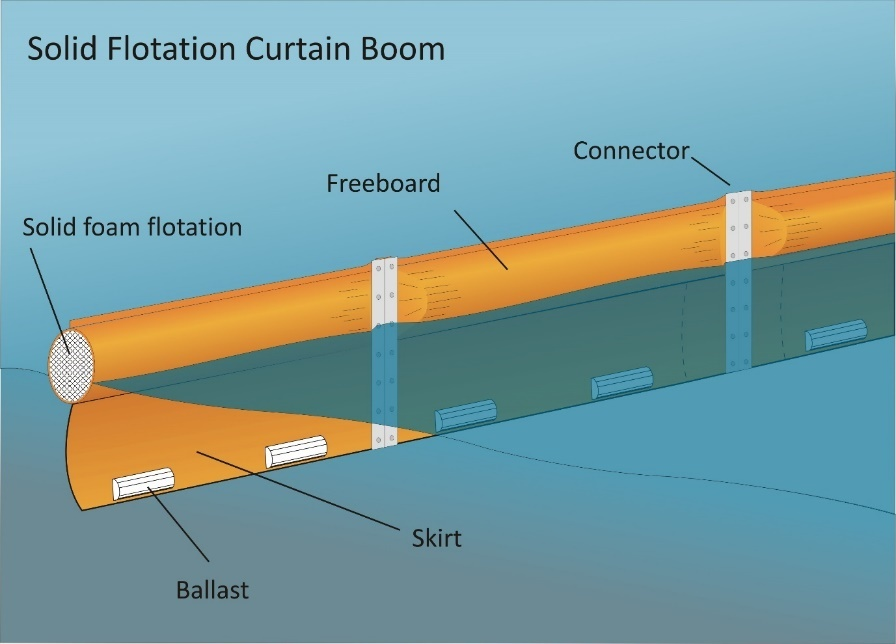 Solid Flotation Curtain Boom
Connector
Freeboard
Solid foam flotation
Skirt
Ballast